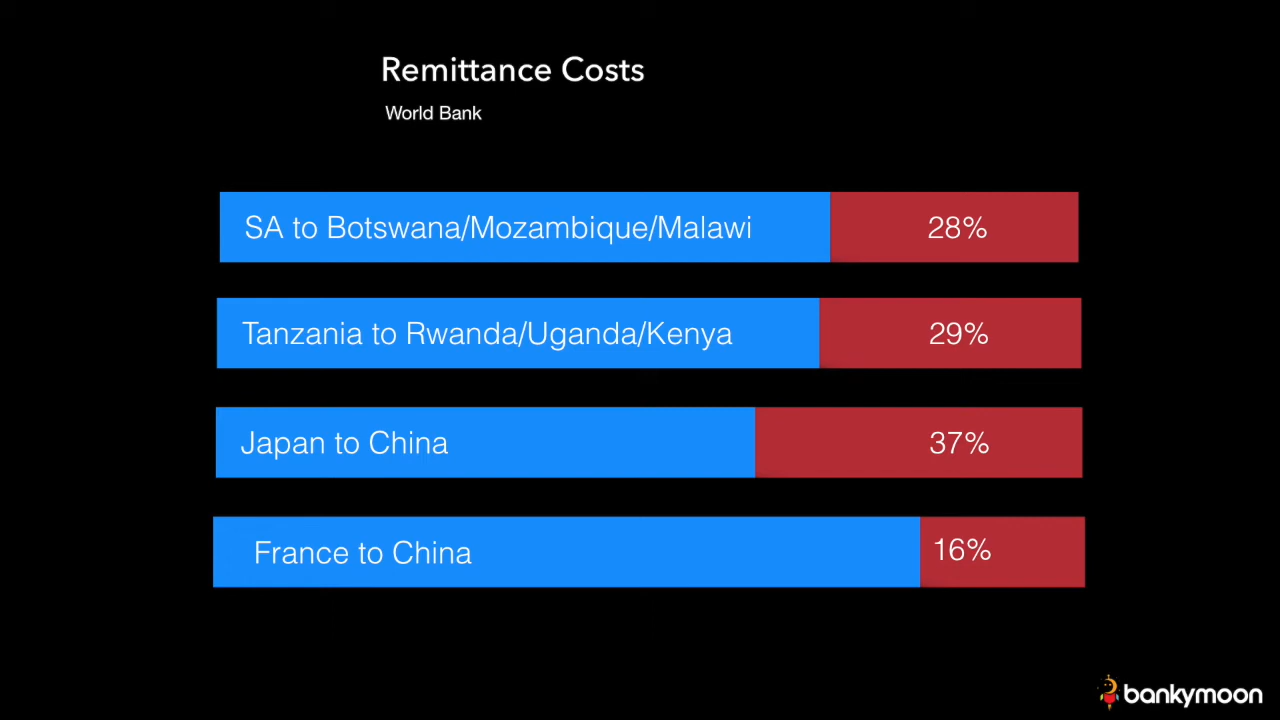 Remittance Costs
World Bank
SA to Botswana/Mozambique/Malawi 28%
Tanzania to Rwanda/Uganda/Kenya 29%
Japan to China 37%
France to China 16%
bankymoon